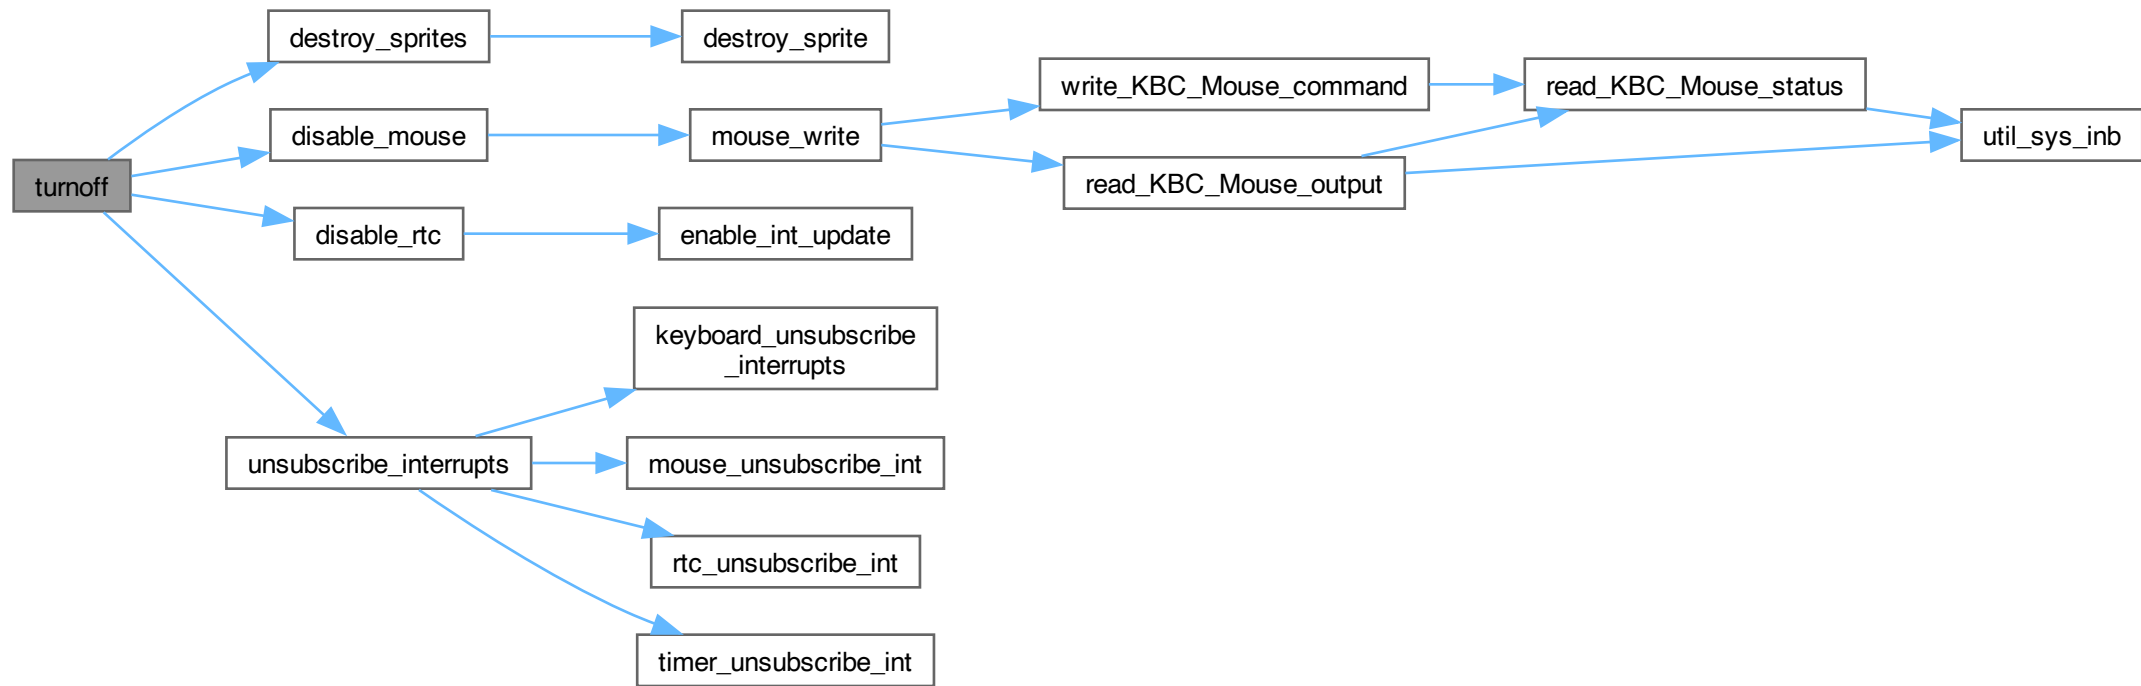 turnoff
destroy_sprites
destroy_sprite
disable_mouse
mouse_write
write_KBC_Mouse_command
read_KBC_Mouse_status
read_KBC_Mouse_output
util_sys_inb
disable_rtc
enable_int_update
unsubscribe_interrupts
keyboard_unsubscribe
_interrupts
mouse_unsubscribe_int
rtc_unsubscribe_int
timer_unsubscribe_int